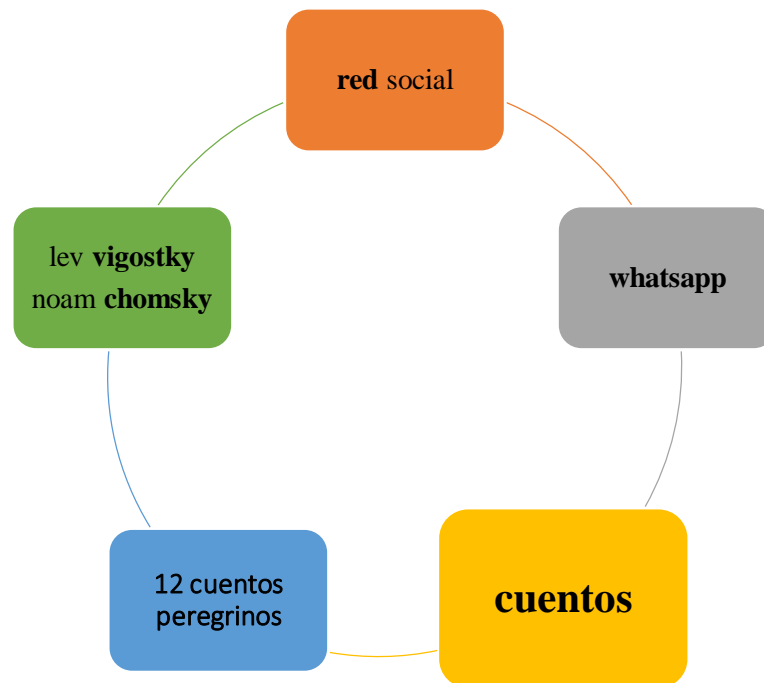 red social
lev vigostky
noam chomsky
whatsapp
12 cuentos
peregrinos
cuentos